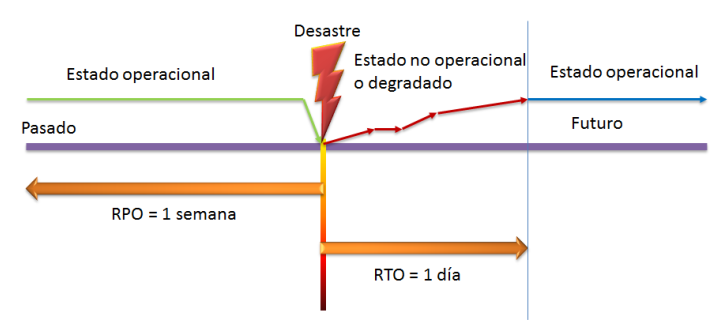 Desastre
Estado operacional
Estado no operacional
o degradado
Estado operacional
Pasado
Futuro
RPO = 1 semana
RTO = 1 día